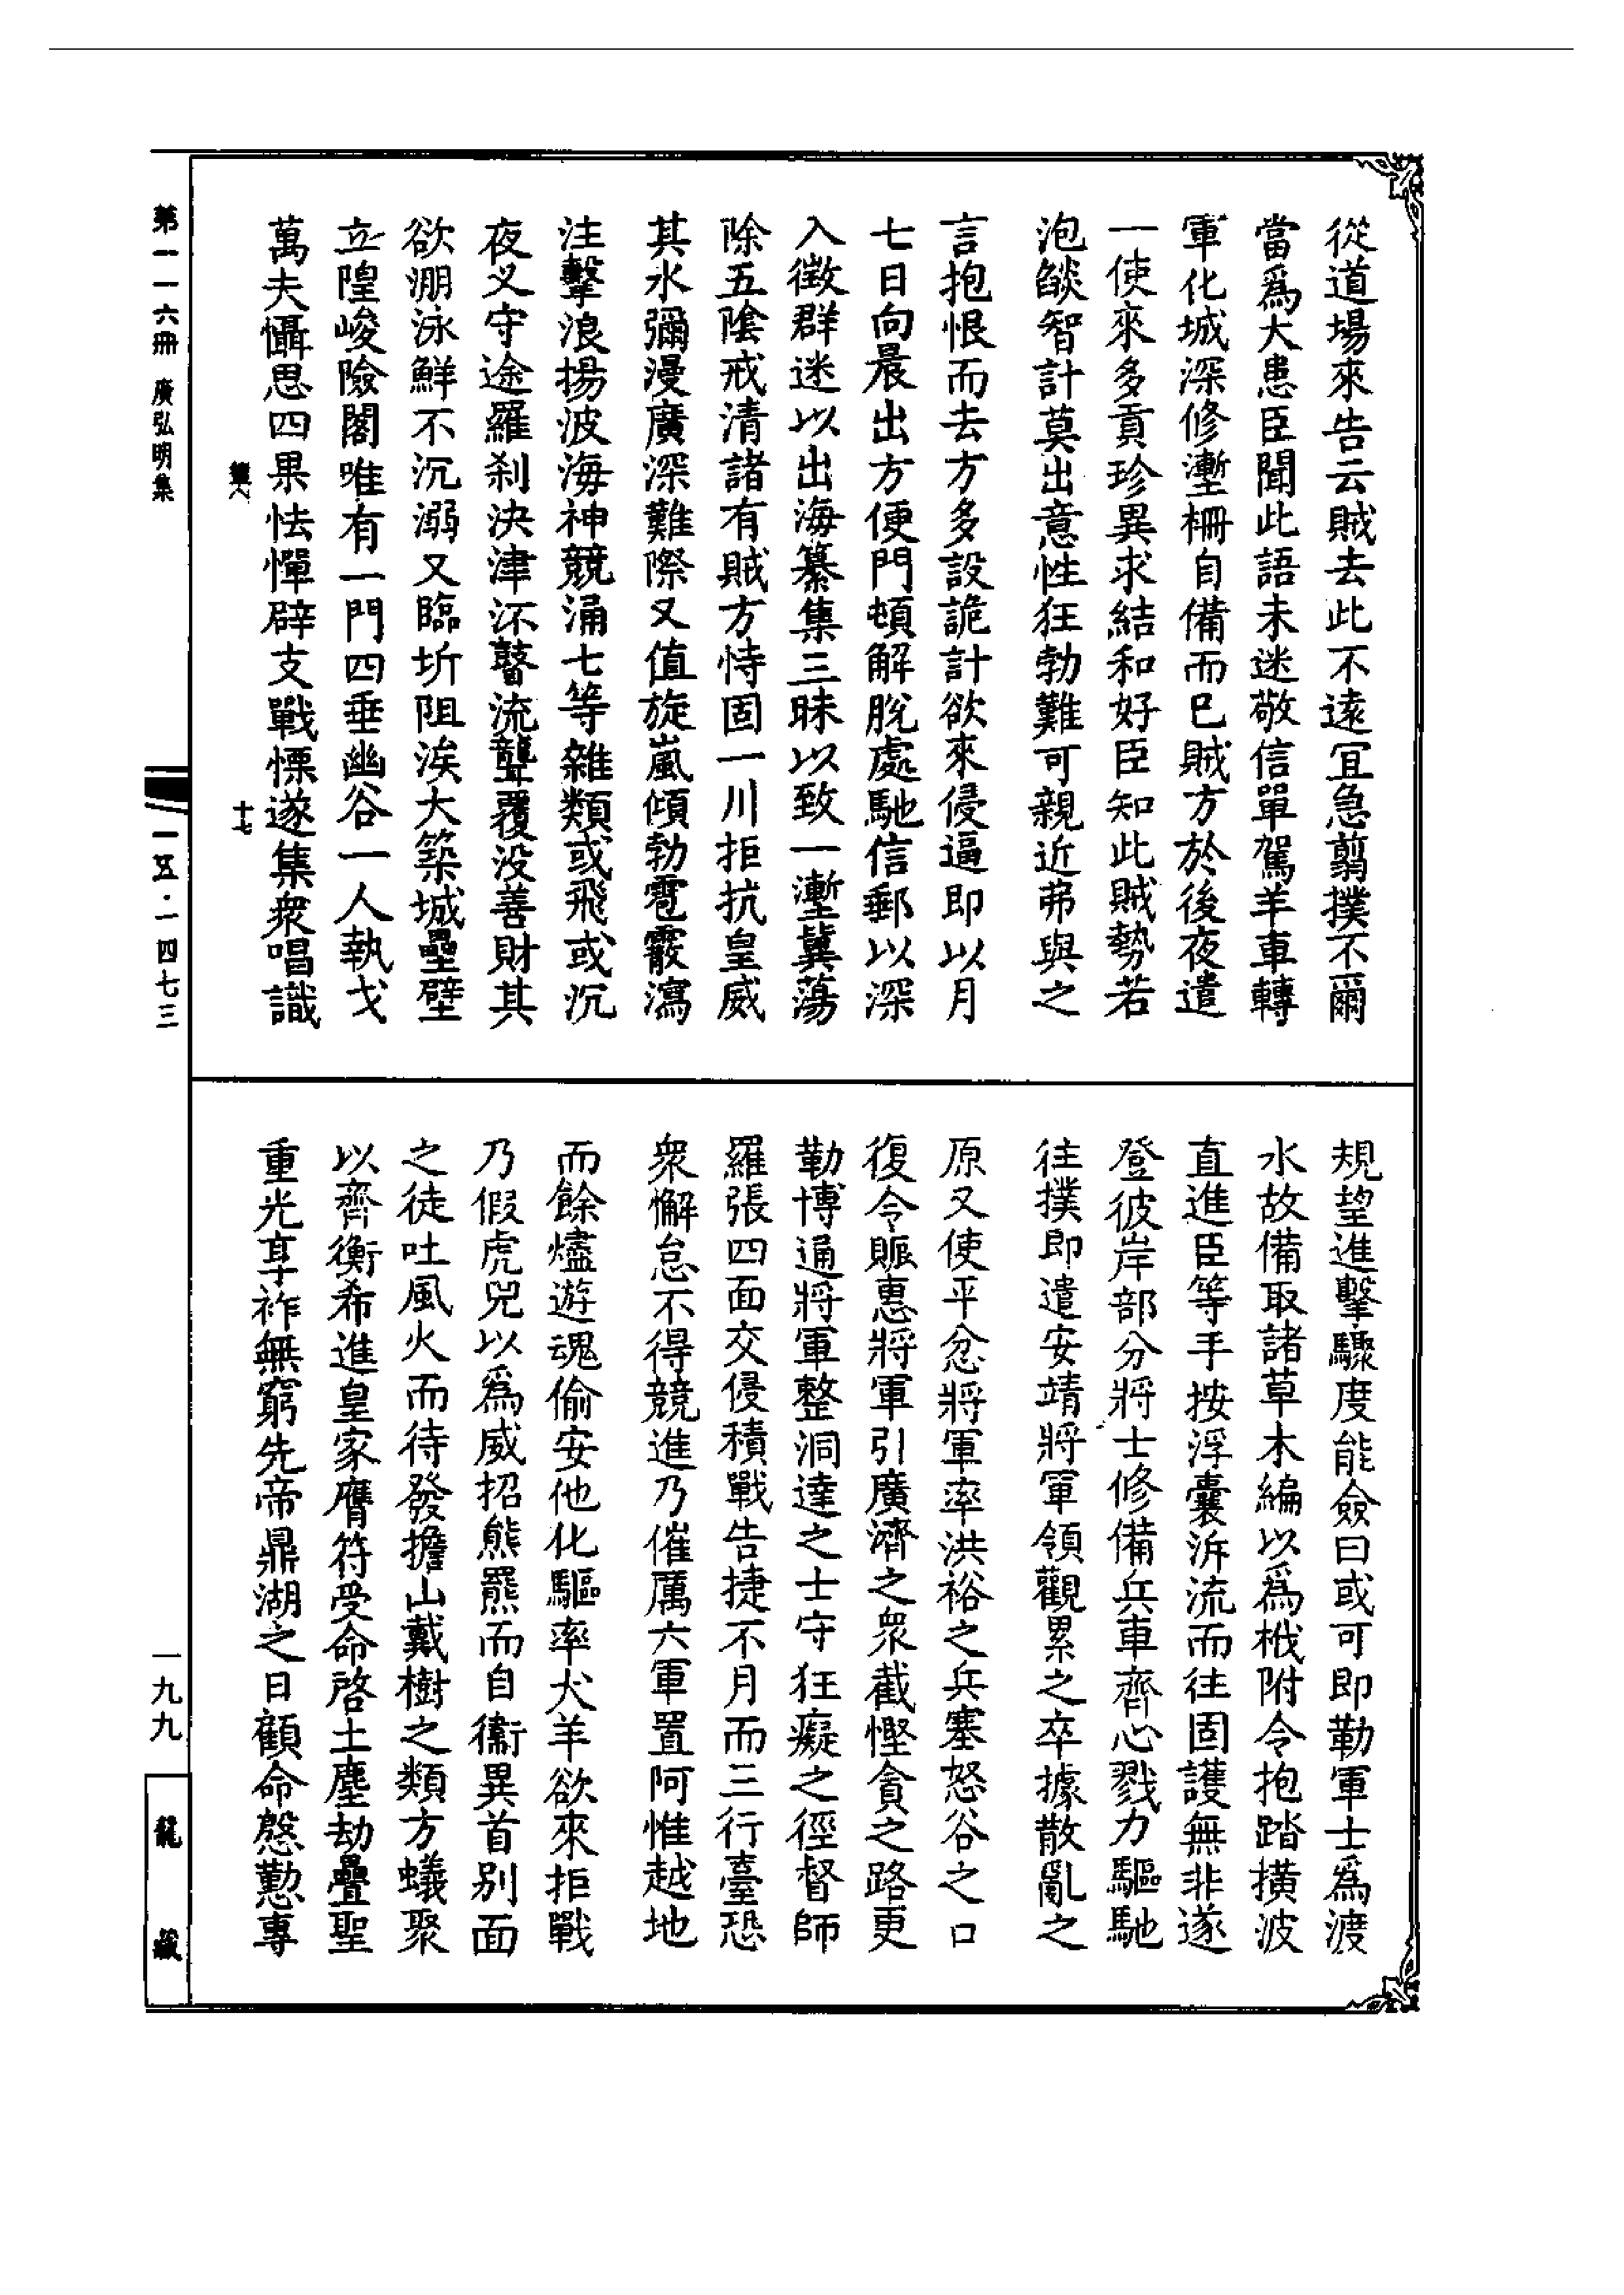 從道場來告云賊去此不遠宜急翦撲不爾
當爲大患臣聞此語未迷敬信單駕羊車轉
軍化城深修壍柵自備而已賊方於後夜遣
一使來多貢珍異求結和好臣知此賊勢若
泡燄智計莫出意性狂勃難可親近弗與之
言抱恨而去方多設詭計欲來侵逼即以月
七日向晨出方便門頓解脫處馳信郵以深
入徴群迷以出海纂集三昧以致一壍冀蕩
除五陰戒清諸有賊方恃固一川拒抗皇威
其水彌漫廣深難際又值旋嵐傾勃雹霰瀉
注擊浪揚波海神競涌七等雜類或飛或沉
夜叉守途羅刹決津沠瞽流聾覆沒善財其
欲漰泳鮮不沉溺又臨圻阻涘大築城壘壁
立隍峻險閣唯有一門四垂幽谷一人執戈
萬夫懾思四果怯憚辟支戰慄遂集衆唱識
十七
規望進擊驟度能僉曰或可即勒軍士爲渡
水故備取諸草木編以爲栰附令抱踏橫波
直進臣等手按浮囊泝流而往固護無非遂
登彼岸部分將士修備兵車齊心戮力驅馳
往撲即遣安靖將軍領觀累之卒據散亂之
原又使平忿將軍率洪裕之兵塞怒谷之口
復令賑惠將軍引廣濟之衆截慳貪之路更
勒博通將軍整洞達之士守狂癡之徑督師
羅張四面交侵積戰告捷不月而三行臺恐
衆懈怠不得競進乃催厲六軍置阿惟越地
而餘燼遊魂偷安他化驅率犬羊欲來拒戰
乃假虎兕以爲威招熊羆而自衞異首別面
之徒吐風火而待發擔山戴樹之類方蟻聚
以齊衡希進皇家膺符受命啓土塵劫疊聖
重光享祚無窮先帝鼎湖之日顧命慇懃專
第一一六冊 廣弘明集
一五·一四七三
一九九
龍藏